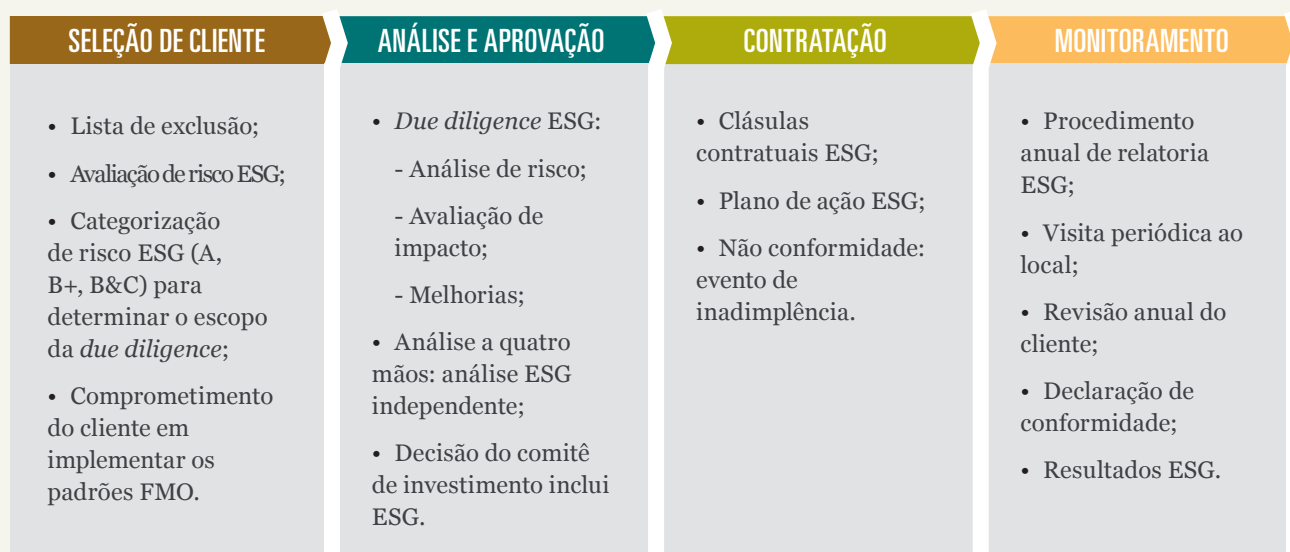 SELEÇÃO DE CLIENTE
• Lista de exclusão;
• Avaliação de risco ESG;
• Categorização
de risco ESG (A,
B+, B&C) para
determinar o escopo
da due diligence;
• Comprometimento
do cliente em
implementar os
padrões FMO.
ANÁLISE E APROVAÇÃO
• Due diligence ESG:
- Análise de risco;
- Avaliação de
impacto;
- Melhorias;
• Análise a quatro
mãos: análise ESG
independente;
• Decisão do comitê
de investimento inclui
ESG.
CONTRATAÇÃO
• Clásulas
contratuais ESG;
• Plano de ação ESG;
• Não conformidade:
evento de
inadimplência.
MONITORAMENTO
• Procedimento
anual de relatoria
ESG;
• Visita periódica ao
local;
• Revisão anual do
cliente;
• Declaração de
conformidade;
• Resultados ESG.